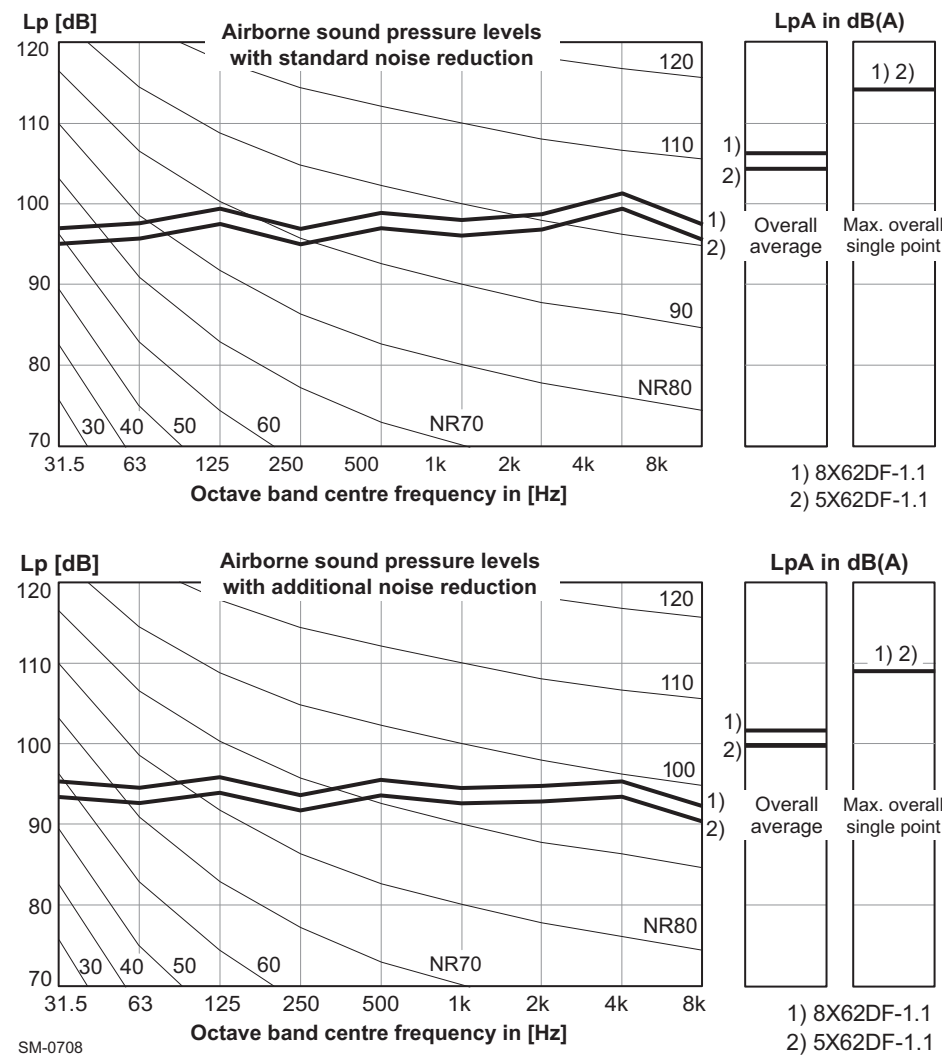 Lp [dB]
Airborne sound pressure levels
with standard noise reduction
LpA in dB(A)
120
110
100
90
80
70
120
110
90
NR80
30 40 50 60 NR70
1)
2)
31.5 63 125 250 500 1k 2k 4k 8k
Octave band centre frequency in [Hz]
1)
2)
Overall
average
1) 2)
Max. overall
single point
1) 8X62DF-1.1
2) 5X62DF-1.1
Lp [dB]
Airborne sound pressure levels
with additional noise reduction
LpA in dB(A)
120
110
100
90
80
70
120
110
100
NR80
30 40 50 60 NR70
1)
2)
31.5 63 125 250 500 1k 2k 4k 8k
Octave band centre frequency in [Hz]
1)
2)
Overall
average
1) 2)
Max. overall
single point
1) 8X62DF-1.1
2) 5X62DF-1.1
SM-0708